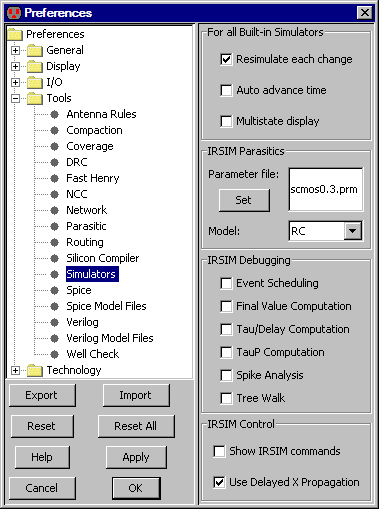 Preferences
Preferences
General
Display
I/O
Tools
Antenna Rules
Compaction
Coverage
DRC
Fast Henry
NCC
Network
Parasitic
Routing
Silicon Compiler
Simulators
Spice
Spice Model Files
Verilog
Verilog Model Files
Well Check
Technology
Export
Import
Reset
Reset All
Help
Apply
Cancel
OK
For all Built-in Simulators
Resimulate each change
Auto advance time
Multistate display
IRSIM Parasitics
Parameter file:
scmos0.3.prm
Set
Model:
RC
IRSIM Debugging
Event Scheduling
Final Value Computation
Tau/Delay Computation
TauP Computation
Spike Analysis
Tree Walk
IRSIM Control
Show IRSIM commands
Use Delayed X Propagation